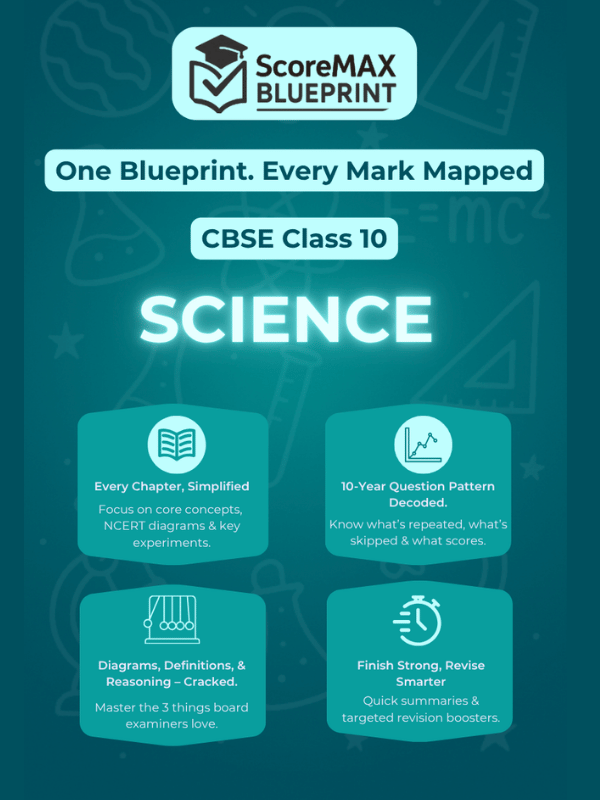 ScoreMAX
BLUEPRINT
One Blueprint. Every Mark Mapped
CBSE Class 10
E=mc²
SCIENCE
Every Chapter, Simplified
Focus on core concepts,
NCERT diagrams & key
experiments.
10-Year Question Pattern
Decoded.
Know what's repeated, what's
skipped & what scores.
Diagrams, Definitions, &
Reasoning – Cracked.
Master the 3 things board
examiners love.
Finish Strong, Revise
Smarter
Quick summaries &
targeted revision boosters.